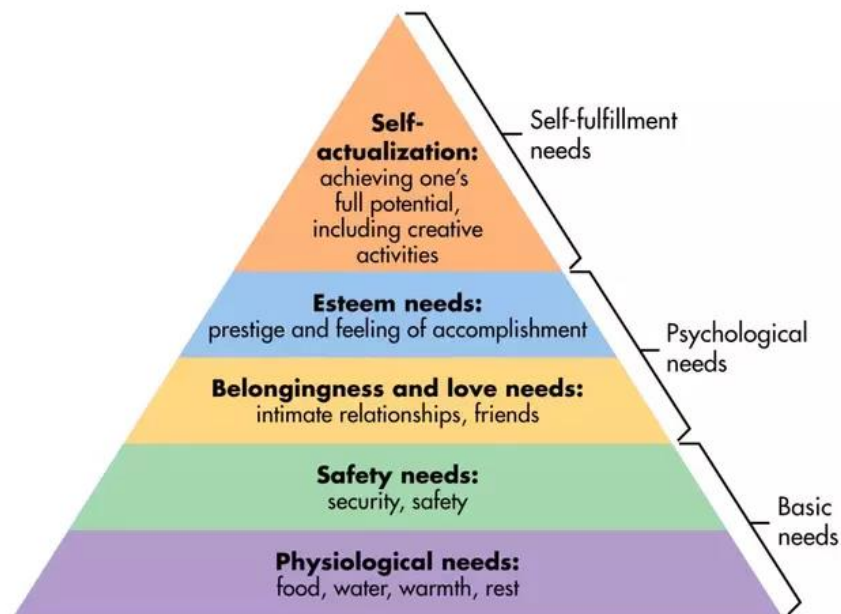 Self-
actualization:
achieving one's
full potential,
including creative
activities
Self-fulfillment
needs
Esteem needs:
prestige and feeling of accomplishment
Psychological
needs
Belongingness and love needs:
intimate relationships, friends
Safety needs:
security, safety
Basic
needs
Physiological needs:
food, water, warmth, rest